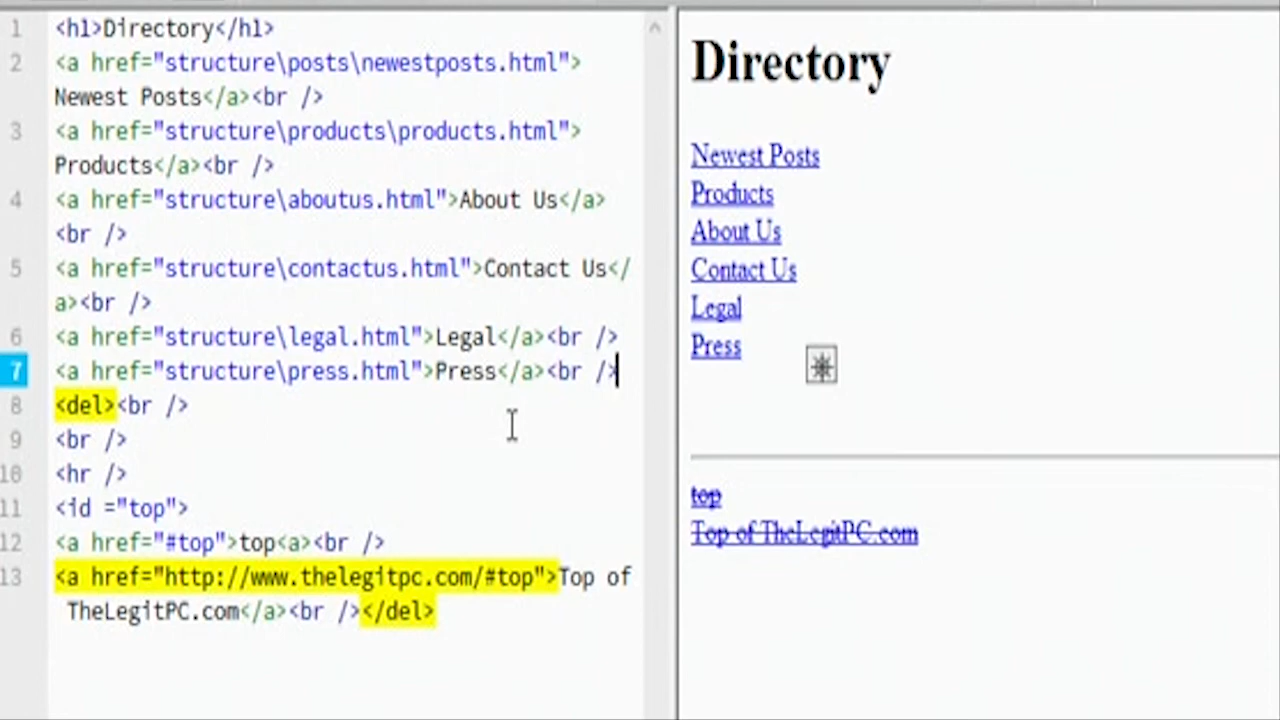 1 <h1>Directory</h1>
2 <a href="structure\posts\newestposts.html">
Newest Posts</a><br />
3 <a href="structure\products\products.html">
Products</a><br />
4 <a href="structure\aboutus.html">About Us</a>
<br />
5 <a href="structure\contactus.html">Contact Us</
a><br />
6 <a href="structure\legal.html">Legal</a><br />
7 <a href="structure\press.html">Press</a><br />
8 <del><br />
9 <br />
10 <hr />
11 <id ="top">
12 <a href="#top">top<a><br />
13 <a href="http://www.thelegitpc.com/#top">Top of
TheLegitPC.com</a><br /></del>
Directory
Newest Posts
Products
About Us
Contact Us
Legal
Press
top
Top of TheLegitPC.com